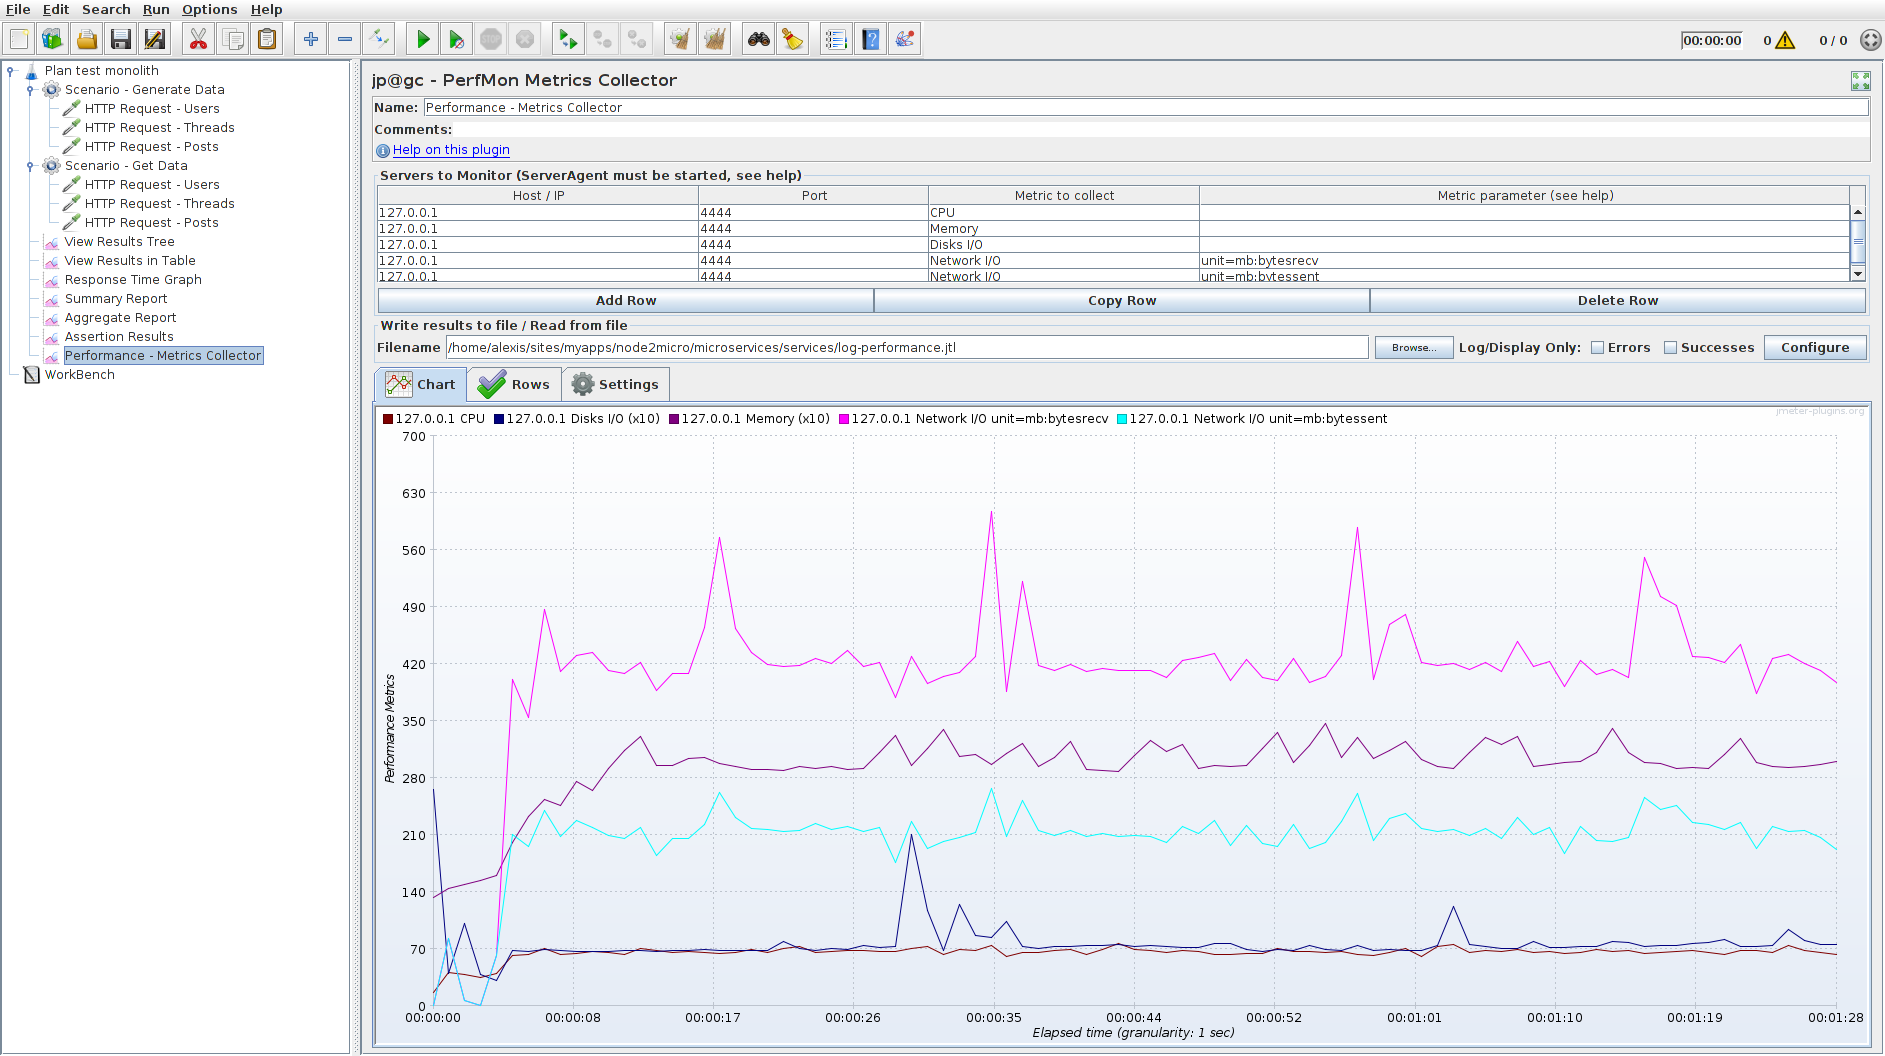 File Edit Search Run Options Help
00:00:00 0 0 / 0
Plan test monolith
Scenario - Generate Data
HTTP Request - Users
HTTP Request - Threads
HTTP Request - Posts
Scenario - Get Data
HTTP Request - Users
HTTP Request - Threads
HTTP Request - Posts
View Results Tree
View Results in Table
Response Time Graph
Summary Report
Aggregate Report
Assertion Results
Performance - Metrics Collector
WorkBench
jp@gc - PerfMon Metrics Collector
Name: Performance - Metrics Collector
Comments:
Help on this plugin
Servers to Monitor (ServerAgent must be started, see help)
Host / IP Port Metric to collect Metric parameter (see help)
127.0.0.1 4444 CPU
127.0.0.1 4444 Memory
127.0.0.1 4444 Disks I/O
127.0.0.1 4444 Network I/O unit=mb:bytesrecv
127.0.0.1 4444 Network I/O unit=mb:bytessent
Add Row Copy Row Delete Row
Write results to file / Read from file
Filename /home/alexis/sites/myapps/node2micro/microservices/services/log-performance.jtl Browse... Log/Display Only: Errors Successes Configure
Chart Rows Settings
jmeter-plugins.org
127.0.0.1 CPU 127.0.0.1 Disks I/O (x10) 127.0.0.1 Memory (x10) 127.0.0.1 Network I/O unit=mb:bytesrecv 127.0.0.1 Network I/O unit=mb:bytessent
700
630
560
490
420
350
280
210
140
70
0
Performance Metrics
00:00:00 00:00:08 00:00:17 00:00:26 00:00:35 00:00:44 00:00:52 00:01:01 00:01:10 00:01:19 00:01:28
Elapsed time (granularity: 1 sec)